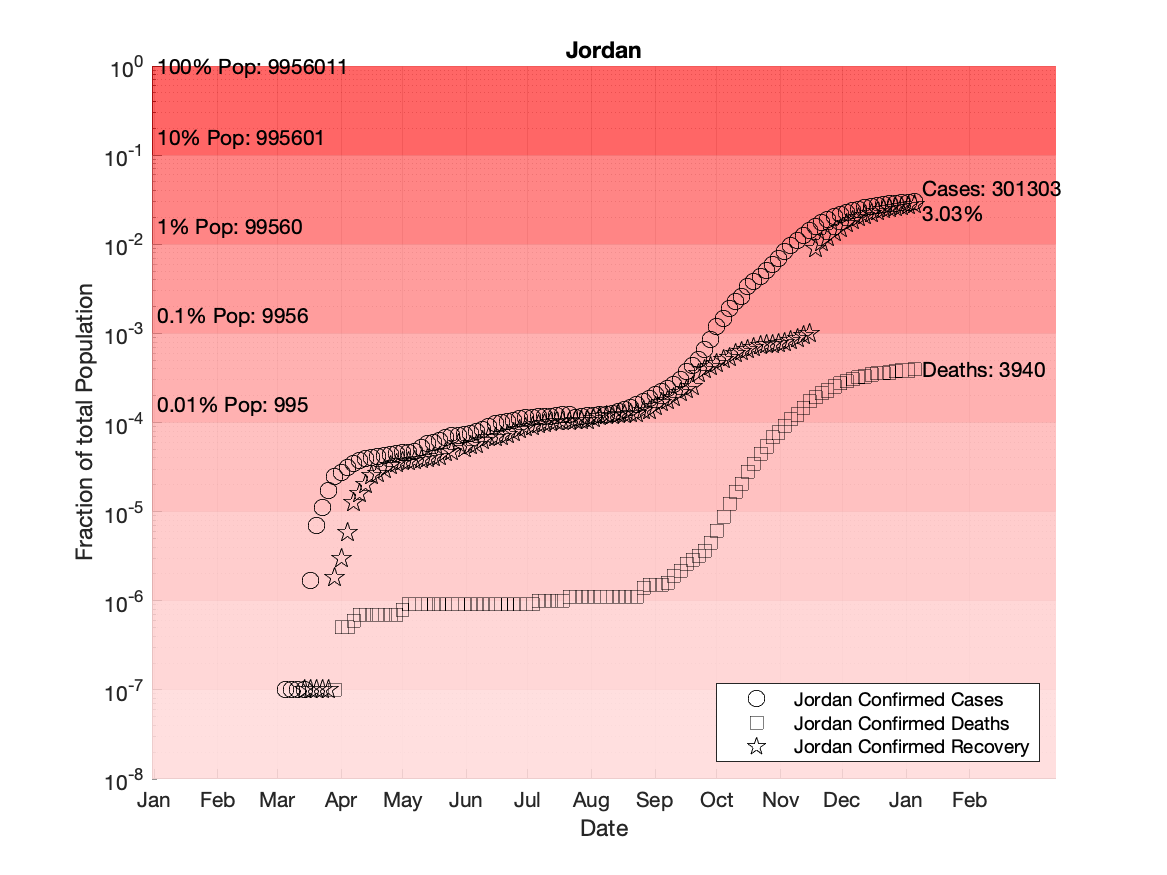 Jordan
10^0
100% Pop: 9956011
10% Pop: 995601
10^-1
Cases: 301303
3.03%
1% Pop: 99560
10^-2
0.1% Pop: 9956
10^-3
Deaths: 3940
0.01% Pop: 995
10^-4
10^-5
10^-6
10^-7
10^-8
Fraction of total Population
Jordan Confirmed Cases
Jordan Confirmed Deaths
Jordan Confirmed Recovery
Jan Feb Mar Apr May Jun Jul Aug Sep Oct Nov Dec Jan Feb
Date